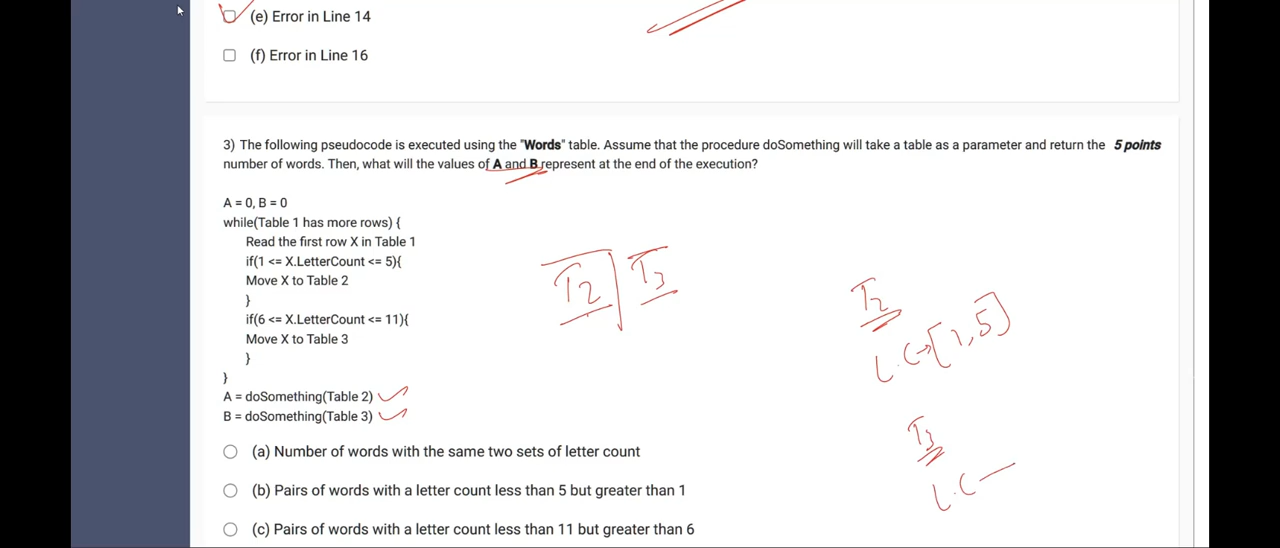 (e) Error in Line 14
(f) Error in Line 16
3) The following pseudocode is executed using the "Words" table. Assume that the procedure doSomething will take a table as a parameter and return the 5 points
number of words. Then, what will the values of A and B represent at the end of the execution?
A = 0, B = 0
while(Table 1 has more rows) {
Read the first row X in Table 1
if(1 <= X.LetterCount <= 5){
Move X to Table 2
}
if(6 <= X.LetterCount <= 11){
Move X to Table 3
}
}
A = doSomething(Table 2)
B = doSomething(Table 3)
T2 | T3
T2
L.C→[1,5]
T3
L.C
(a) Number of words with the same two sets of letter count
(b) Pairs of words with a letter count less than 5 but greater than 1
(c) Pairs of words with a letter count less than 11 but greater than 6